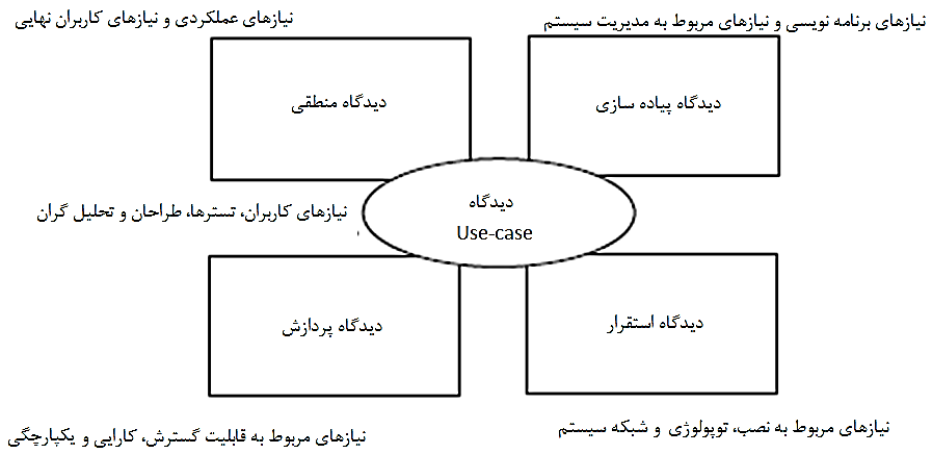 نیازهای عملکردی و نیازهای کاربران نهایی
نیازهای برنامه نویسی و نیازهای مربوط به مدیریت سیستم
دیدگاه منطقی
دیدگاه پیاده سازی
نیازهای کاربران، تسترها، طراحان و تحلیل گران
دیدگاه
Use-case
دیدگاه پردازش
دیدگاه استقرار
نیازهای مربوط به قابلیت گسترش، کارایی و یکپارچگی
نیازهای مربوط به نصب، توپولوژی و شبکه سیستم